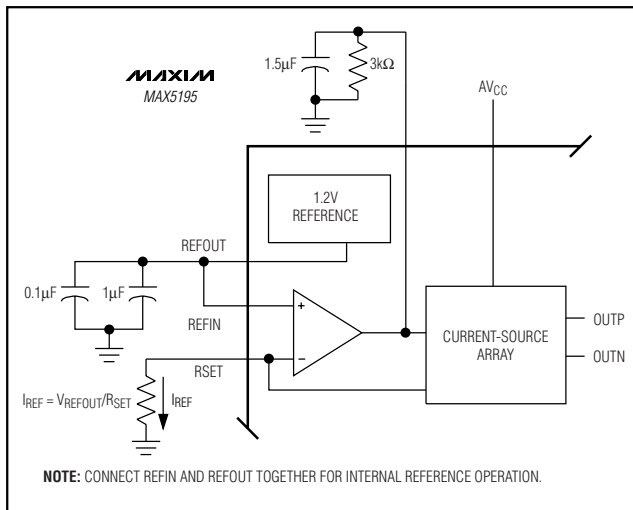 MAXIM
MAX5195
1.5μF
3kΩ
AVCC
1.2V
REFERENCE
REFOUT
0.1μF
1μF
REFIN
+
−
CURRENT-SOURCE
ARRAY
OUTP
OUTN
RSET
IREF = VREFOUT/RSET
IREF
NOTE: CONNECT REFIN AND REFOUT TOGETHER FOR INTERNAL REFERENCE OPERATION.